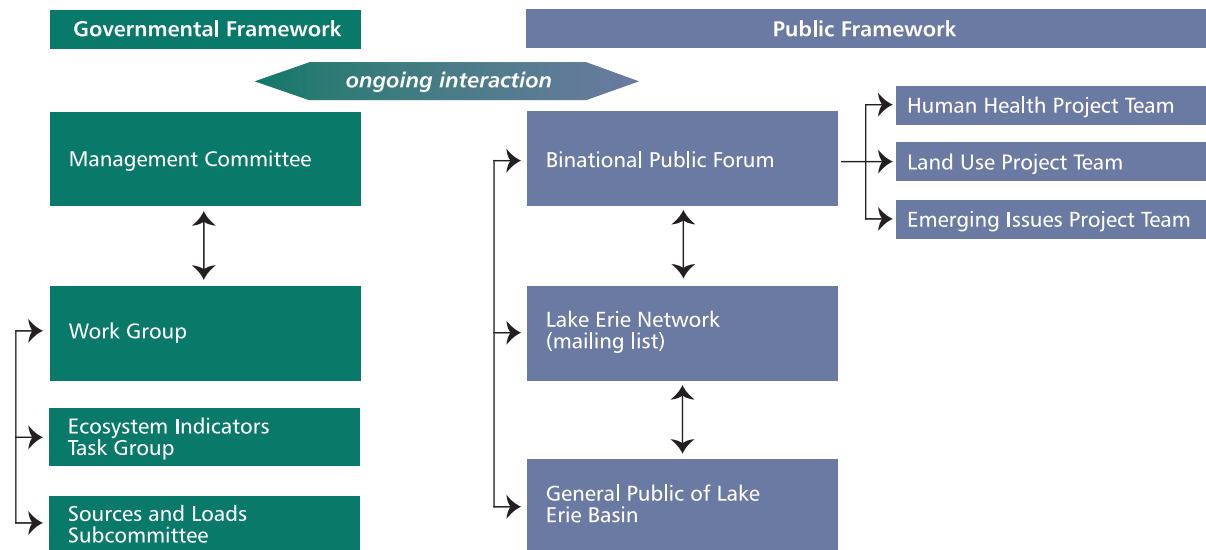 Governmental Framework
Public Framework
ongoing interaction
Management Committee
Work Group
Ecosystem Indicators
Task Group
Sources and Loads
Subcommittee
Binational Public Forum
Lake Erie Network
(mailing list)
General Public of Lake
Erie Basin
Human Health Project Team
Land Use Project Team
Emerging Issues Project Team